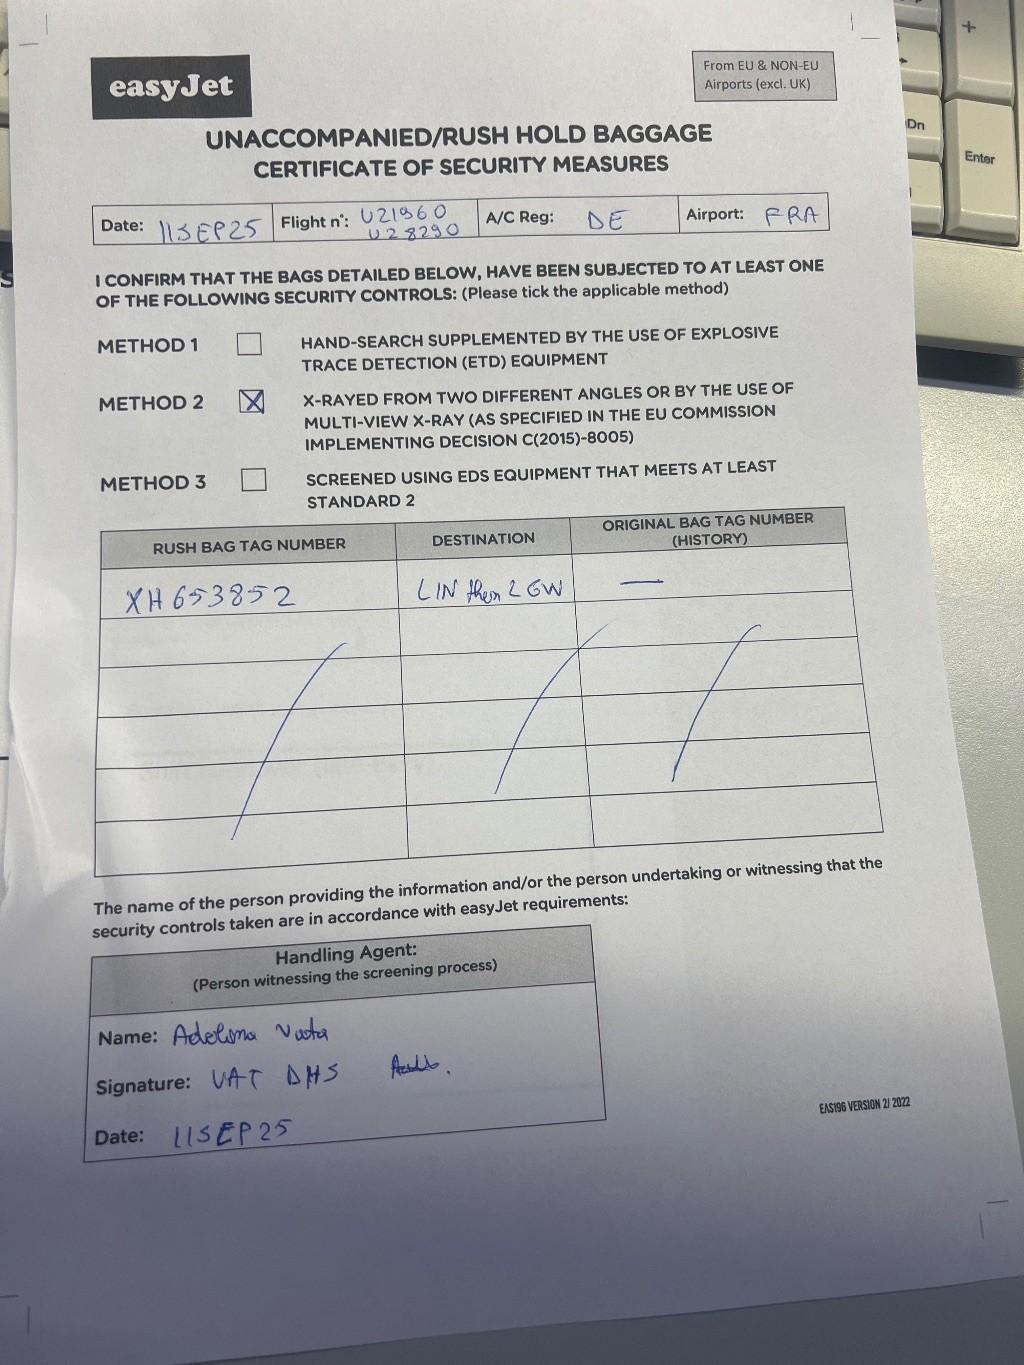 easyJet
From EU & NON-EU
Airports (excl. UK)
UNACCOMPANIED/RUSH HOLD BAGGAGE
CERTIFICATE OF SECURITY MEASURES
Date: 11SEP25 Flight n°: U21960 U28290 A/C Reg: DE Airport: FRA
I CONFIRM THAT THE BAGS DETAILED BELOW, HAVE BEEN SUBJECTED TO AT LEAST ONE
OF THE FOLLOWING SECURITY CONTROLS: (Please tick the applicable method)
METHOD 1 HAND-SEARCH SUPPLEMENTED BY THE USE OF EXPLOSIVE
TRACE DETECTION (ETD) EQUIPMENT
METHOD 2 X X-RAYED FROM TWO DIFFERENT ANGLES OR BY THE USE OF
MULTI-VIEW X-RAY (AS SPECIFIED IN THE EU COMMISSION
IMPLEMENTING DECISION C(2015)-8005)
METHOD 3 SCREENED USING EDS EQUIPMENT THAT MEETS AT LEAST
STANDARD 2
RUSH BAG TAG NUMBER DESTINATION ORIGINAL BAG TAG NUMBER
(HISTORY)
XH653852 LIN then LGW —
The name of the person providing the information and/or the person undertaking or witnessing that the
security controls taken are in accordance with easyJet requirements:
Handling Agent:
(Person witnessing the screening process)
Name:
Signature: VAT DHS
Date: 11SEP25
EAS196 VERSION 2/ 2022
Dn
Enter
+